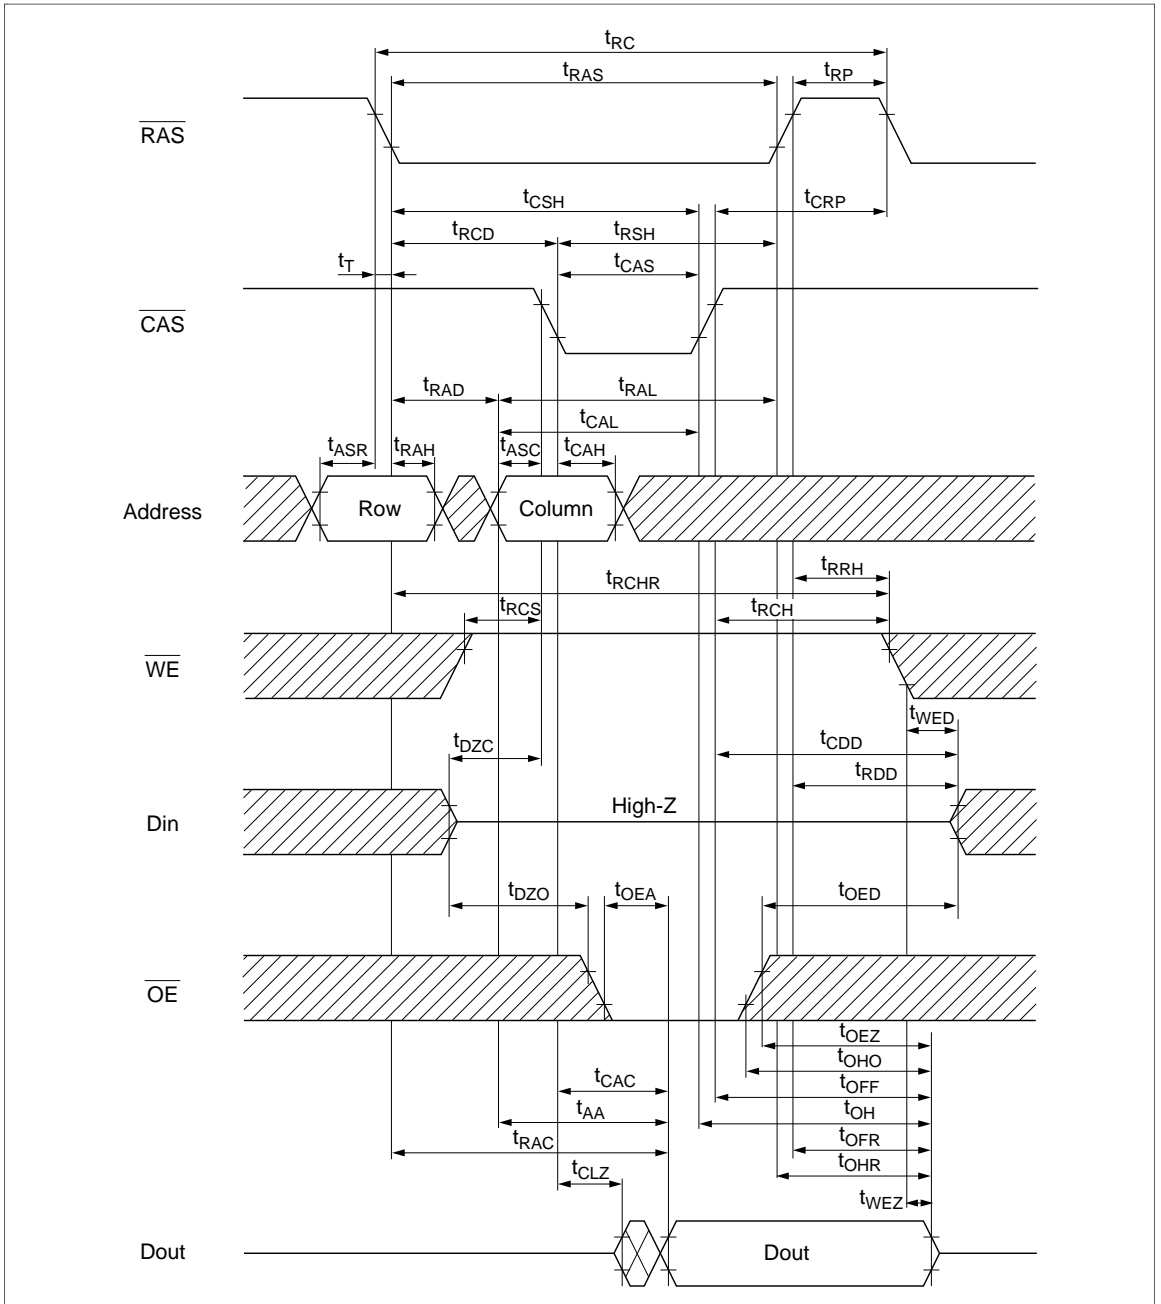 tRC
tRAS tRP
RAS
tCSH tCRP
tRCD tRSH
tT tCAS
CAS
tRAD tRAL
tCAL
tASR tRAH tASC tCAH
Address Row Column
tRRH
tRCHR
tRCS tRCH
WE
tWED
tDZC tCDD
tRDD
High-Z
Din
tDZO tOEA tOED
OE
tOEZ
tOHO
tCAC tOFF
tAA tOH
tRAC tOFR
tCLZ tOHR
tWEZ
Dout Dout